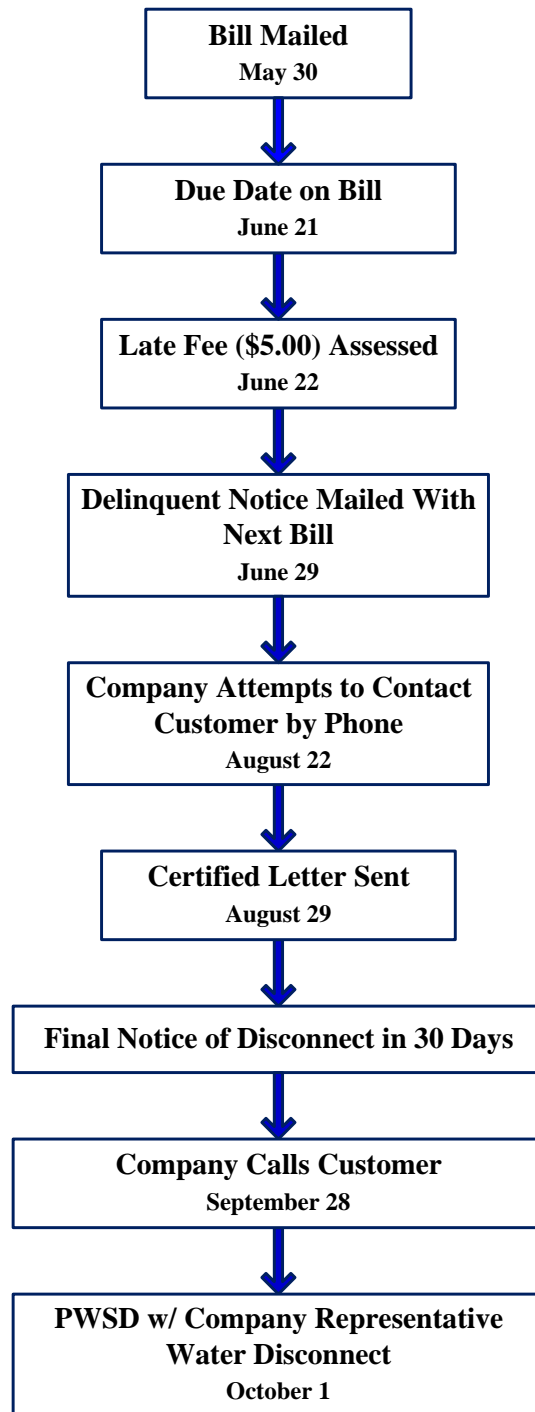 Bill Mailed
May 30
Due Date on Bill
June 21
Late Fee ($5.00) Assessed
June 22
Delinquent Notice Mailed With
Next Bill
June 29
Company Attempts to Contact
Customer by Phone
August 22
Certified Letter Sent
August 29
Final Notice of Disconnect in 30 Days
Company Calls Customer
September 28
PWSD w/ Company Representative
Water Disconnect
October 1